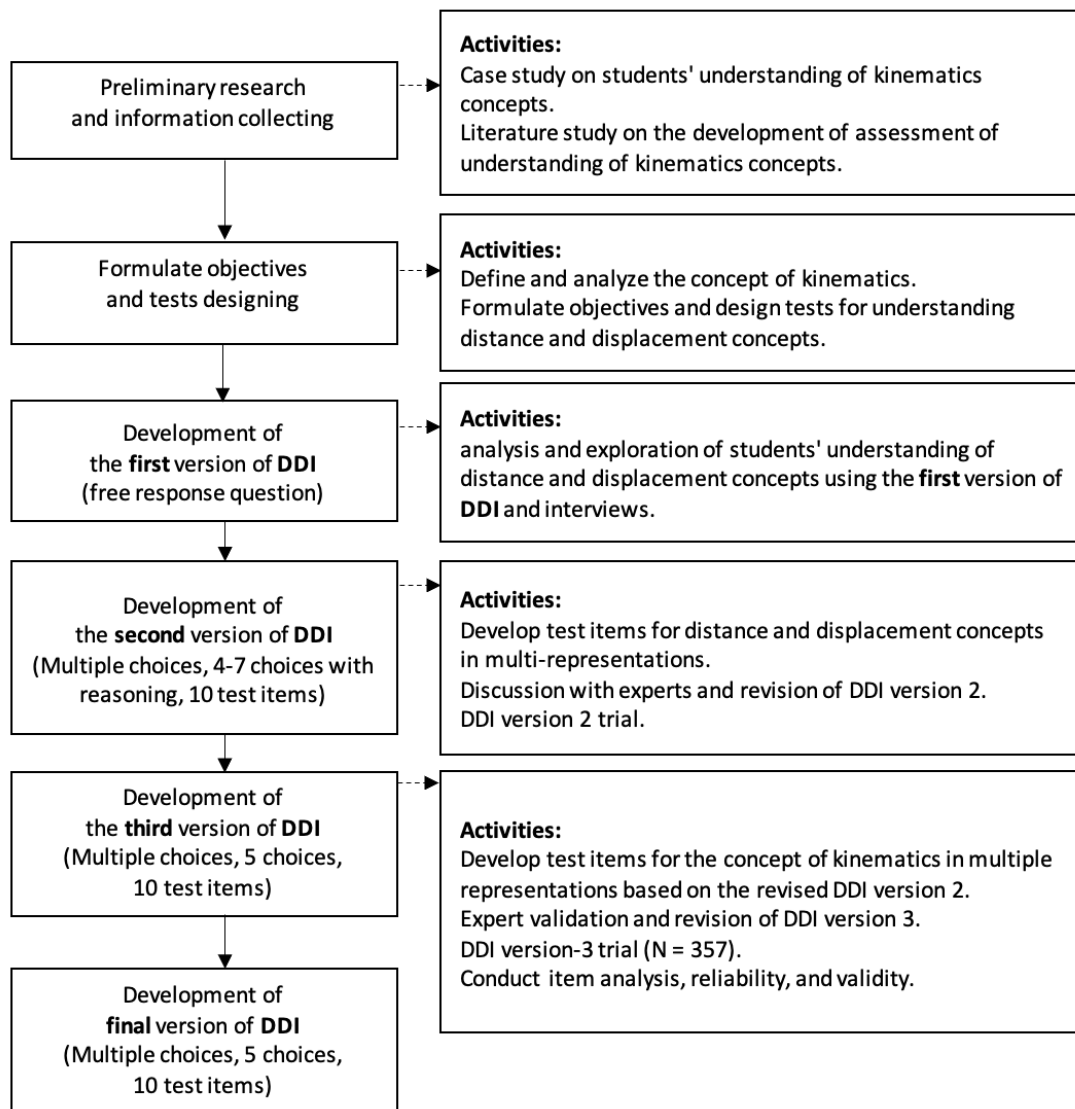 Preliminary research
and information collecting
Activities:
Case study on students' understanding of kinematics
concepts.
Literature study on the development of assessment of
understanding of kinematics concepts.
Formulate objectives
and tests designing
Activities:
Define and analyze the concept of kinematics.
Formulate objectives and design tests for understanding
distance and displacement concepts.
Development of
the first version of DDI
(free response question)
Activities:
analysis and exploration of students' understanding of
distance and displacement concepts using the first version of
DDI and interviews.
Development of
the second version of DDI
(Multiple choices, 4-7 choices with
reasoning, 10 test items)
Activities:
Develop test items for distance and displacement concepts
in multi-representations.
Discussion with experts and revision of DDI version 2.
DDI version 2 trial.
Development of
the third version of DDI
(Multiple choices, 5 choices,
10 test items)
Activities:
Develop test items for the concept of kinematics in multiple
representations based on the revised DDI version 2.
Expert validation and revision of DDI version 3.
DDI version-3 trial (N = 357).
Conduct item analysis, reliability, and validity.
Development of
final version of DDI
(Multiple choices, 5 choices,
10 test items)